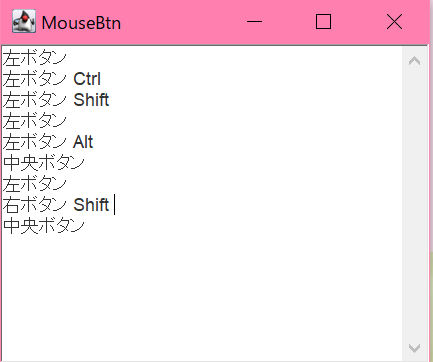 MouseBtn
左ボタン
左ボタン Ctrl
左ボタン Shift
左ボタン
左ボタン Alt
中央ボタン
左ボタン
右ボタン Shift
中央ボタン